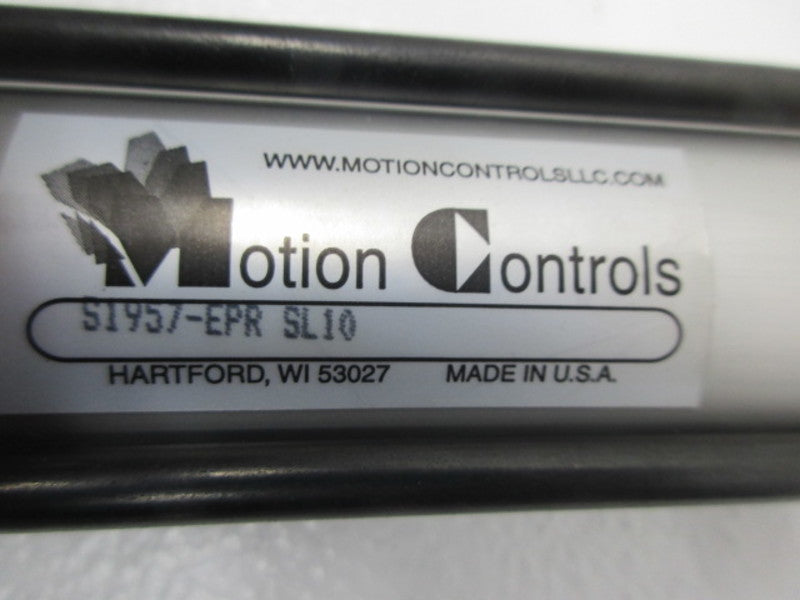 WWW.MOTIONCONTROLSLLC.COM
Motion Controls
S1957-EPR SL10
HARTFORD, WI 53027 MADE IN U.S.A.